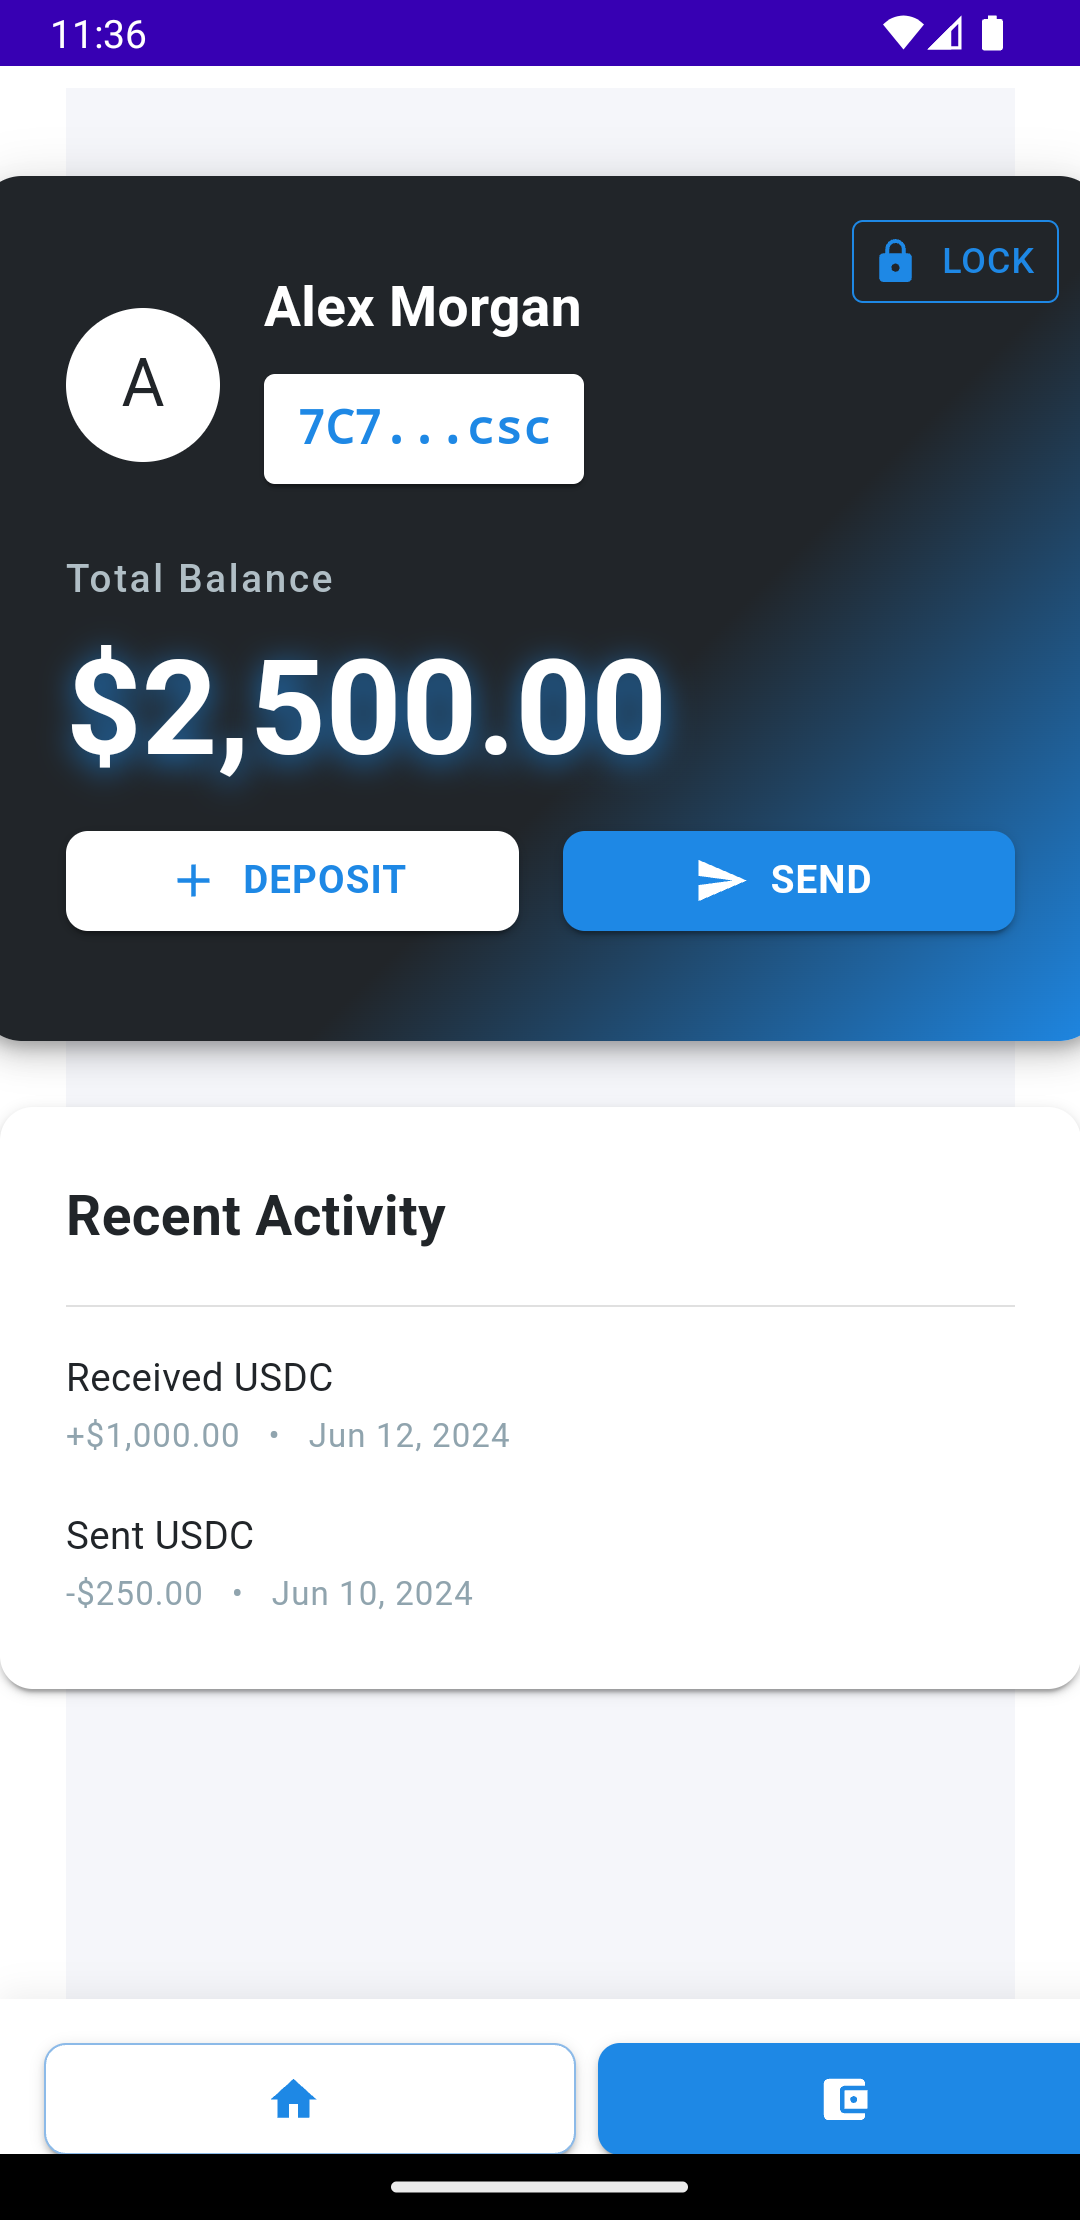 11:36
LOCK
Alex Morgan
A
7C7...csc
Total Balance
$2,500.00
DEPOSIT
SEND
Recent Activity
Received USDC
+$1,000.00 • Jun 12, 2024
Sent USDC
-$250.00 • Jun 10, 2024